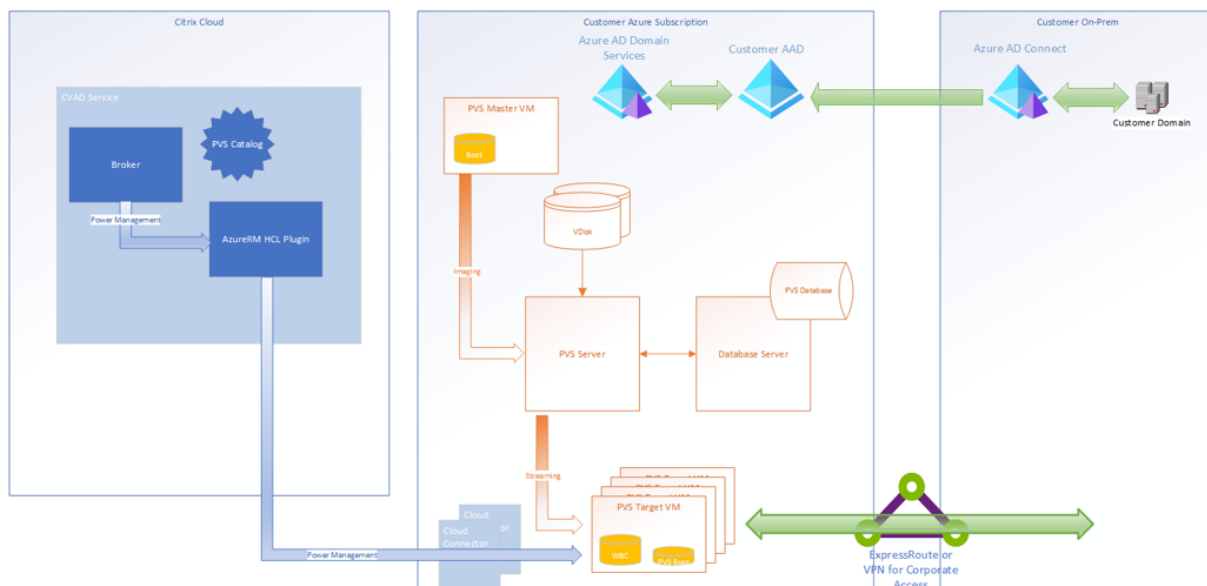 Citrix Cloud
CVAD Service
Broker
PVS Catalog
Power Management
AzureRM HCL Plugin
Customer Azure Subscription
Azure AD Domain
Services
Customer AAD
PVS Master VM
Boot
VDisk
Imaging
PVS Database
PVS Server
Database Server
Streaming
PVS Target VM
WBC
PVS Boot
Cloud
Cloud
Connector
Power Management
Customer On-Prem
Azure AD Connect
Customer Domain
ExpressRoute or
VPN for Corporate
Access